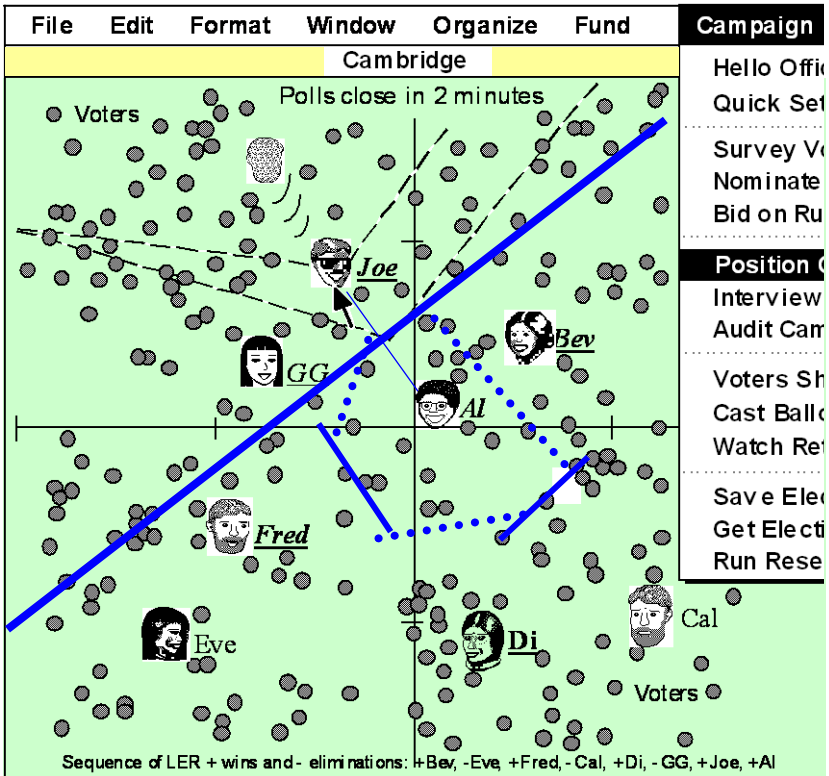 File Edit Format Window Organize Fund Campaign
Cambridge
Polls close in 2 minutes
Voters
Hello Offic
Quick Set
Survey Vo
Nominate
Bid on Ru
Position C
Interview
Audit Cam
Voters Sh
Cast Ballo
Watch Ret
Save Elec
Get Electi
Run Rese
Joe
Bev
GG
Al
Fred
Eve
Di
Cal
Voters
Sequence of LER + wins and - eliminations: +Bev, -Eve, +Fred, - Cal, +Di, - GG, +Joe, +Al